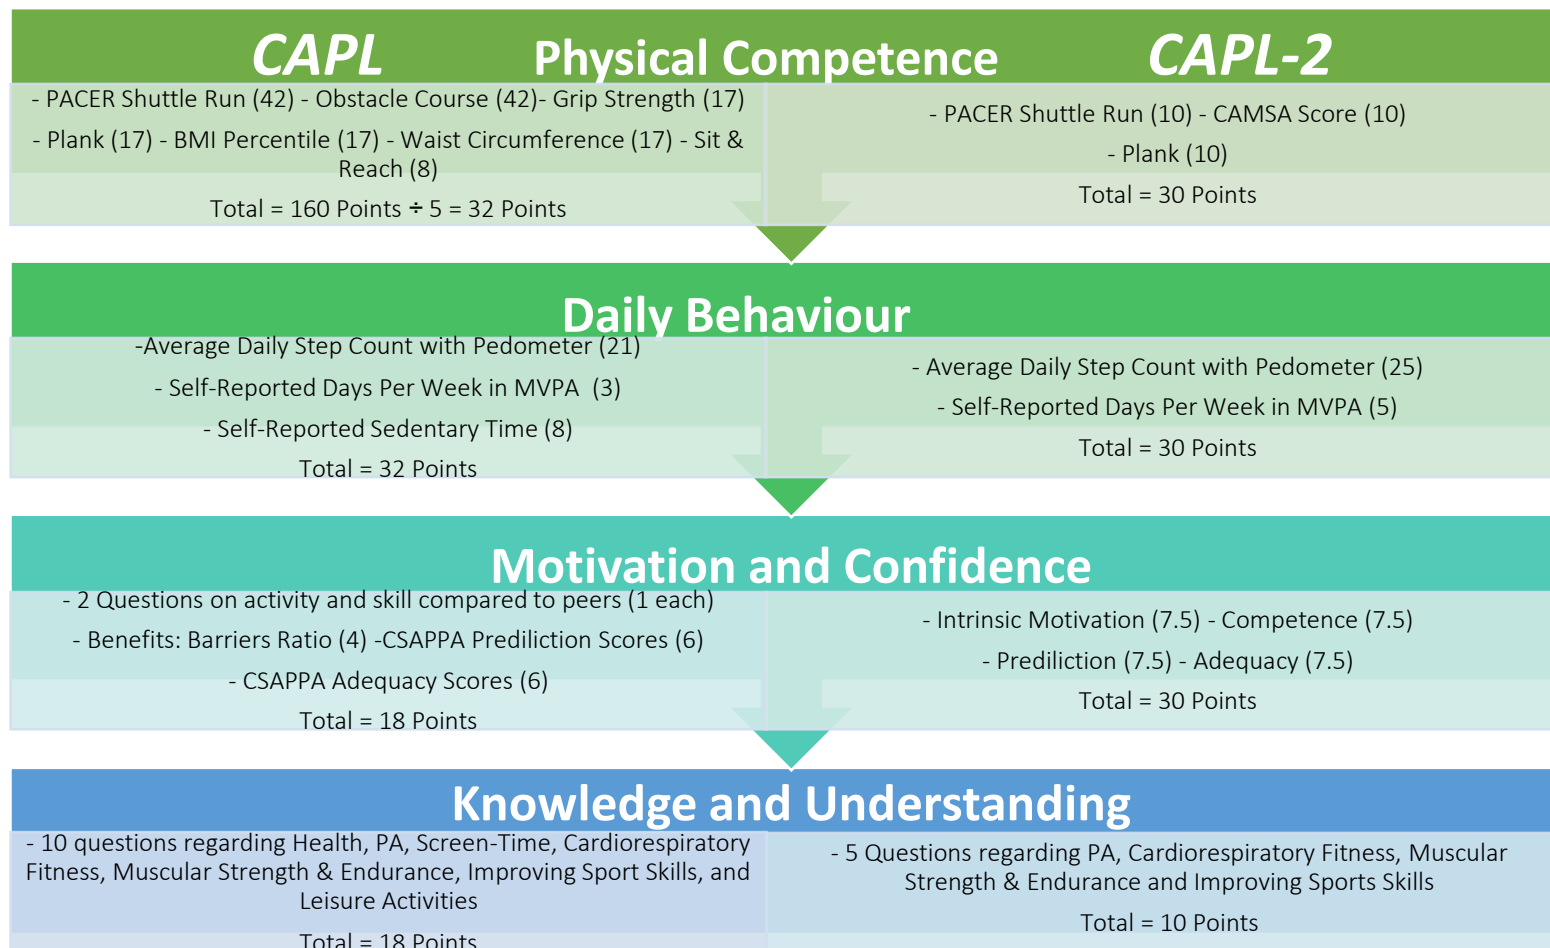 CAPL Physical Competence CAPL-2
- PACER Shuttle Run (42) - Obstacle Course (42)- Grip Strength (17)
- Plank (17) - BMI Percentile (17) - Waist Circumference (17) - Sit &
Reach (8)
Total = 160 Points ÷ 5 = 32 Points
- PACER Shuttle Run (10) - CAMSA Score (10)
- Plank (10)
Total = 30 Points
Daily Behaviour
-Average Daily Step Count with Pedometer (21)
- Self-Reported Days Per Week in MVPA (3)
- Self-Reported Sedentary Time (8)
Total = 32 Points
- Average Daily Step Count with Pedometer (25)
- Self-Reported Days Per Week in MVPA (5)
Total = 30 Points
Motivation and Confidence
- 2 Questions on activity and skill compared to peers (1 each)
- Benefits: Barriers Ratio (4) -CSAPPA Prediliction Scores (6)
- CSAPPA Adequacy Scores (6)
Total = 18 Points
- Intrinsic Motivation (7.5) - Competence (7.5)
- Prediliction (7.5) - Adequacy (7.5)
Total = 30 Points
Knowledge and Understanding
- 10 questions regarding Health, PA, Screen-Time, Cardiorespiratory
Fitness, Muscular Strength & Endurance, Improving Sport Skills, and
Leisure Activities
Total = 18 Points
- 5 Questions regarding PA, Cardiorespiratory Fitness, Muscular
Strength & Endurance and Improving Sports Skills
Total = 10 Points